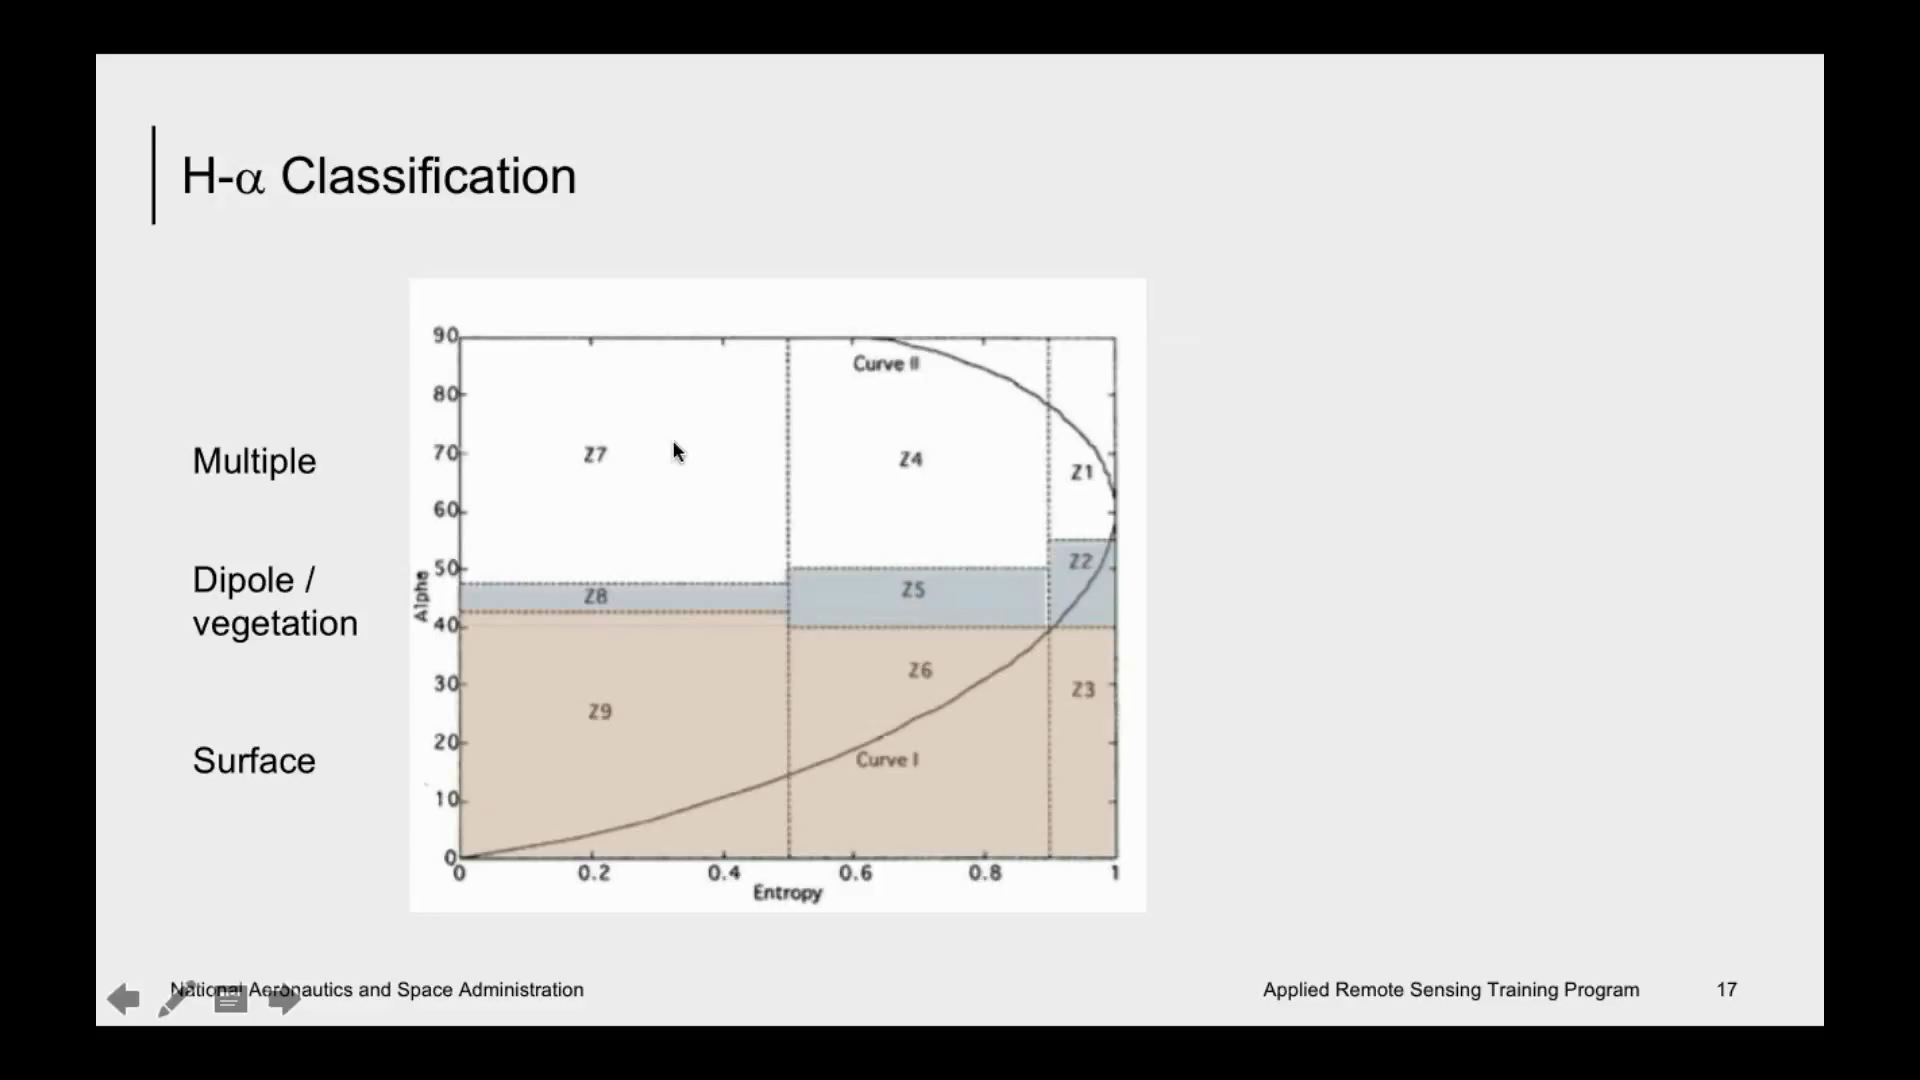 H-α Classification
Multiple
Dipole /
vegetation
Surface
90
80
70
60
50
40
30
20
10
0
Alpha
Curve II
Z7
Z4
Z1
Z2
Z8
Z5
Z6
Z3
Z9
Curve I
0
0.2
0.4
0.6
0.8
1
Entropy
National Aeronautics and Space Administration
Applied Remote Sensing Training Program
17